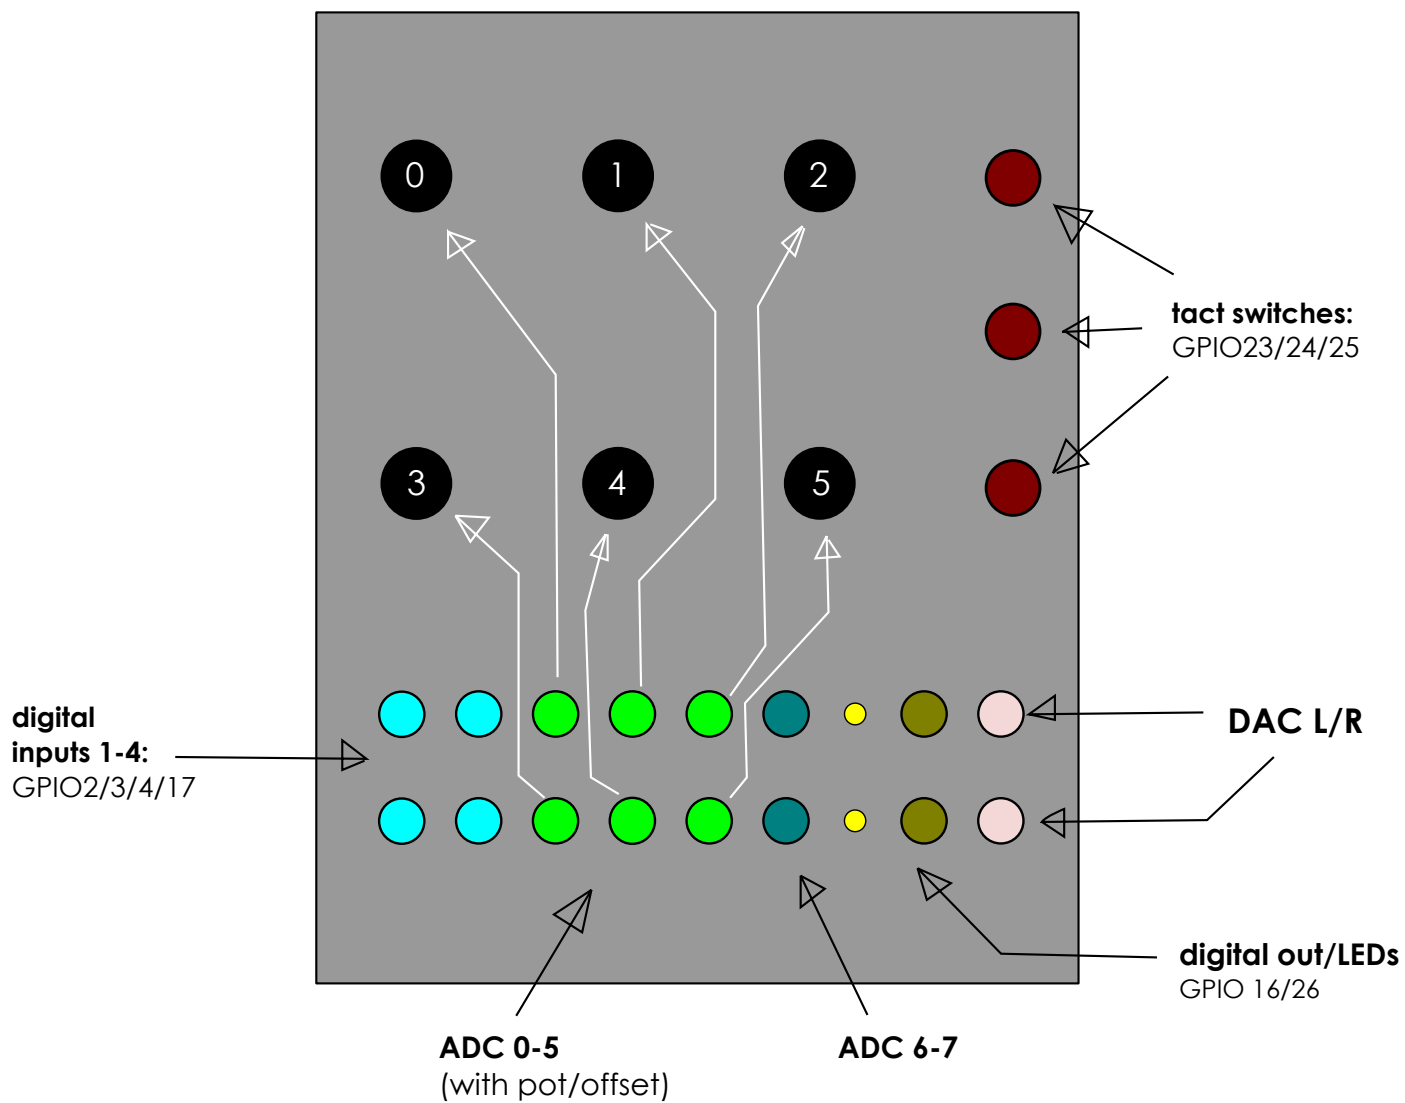 0
1
2
tact switches:
GPIO23/24/25
3
4
5
digital
inputs 1-4:
GPIO2/3/4/17
DAC L/R
digital out/LEDs
GPIO 16/26
ADC 0-5
(with pot/offset)
ADC 6-7